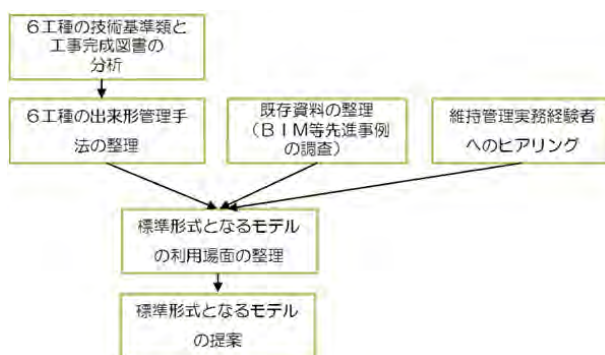 ６工種の技術基準類と
工事完成図書の
分析
６工種の出来形管理手
法の整理
既存資料の整理
（ＢＩＭ等先進事例
の調査）
維持管理実務経験者
へのヒアリング
標準形式となるモデル
の利用場面の整理
標準形式となるモデル
の提案